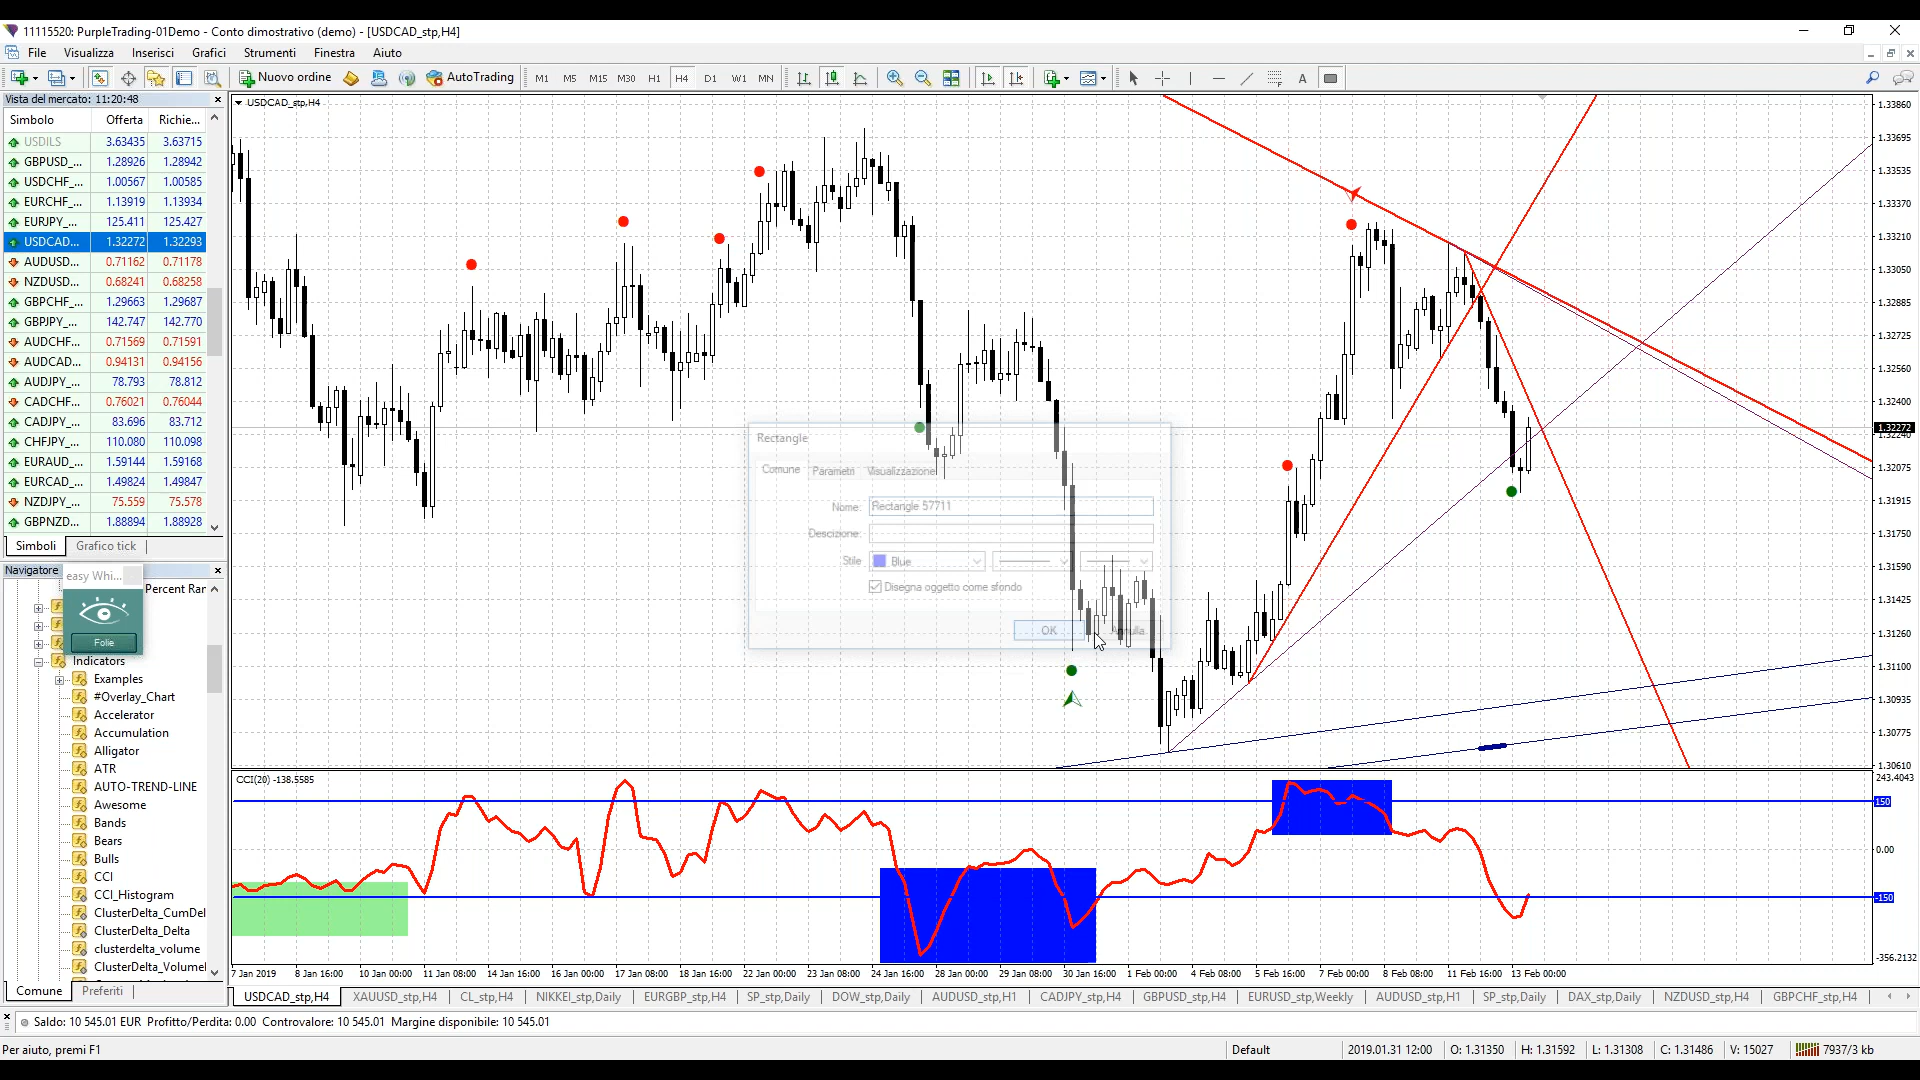 11115520: PurpleTrading-01Demo - Conto dimostrativo (demo) - [USDCAD_stp,H4]
File Visualizza Inserisci Grafici Strumenti Finestra Aiuto
Nuovo ordine AutoTrading M1 M5 M15 M30 H1 H4 D1 W1 MN A
Vista del mercato: 11:20:48
Simbolo Offerta Richie...
USDILS 3.63435 3.63715
GBPUSD_... 1.28926 1.28942
USDCHF_... 1.00567 1.00585
EURCHF_... 1.13919 1.13934
EURJPY_... 125.411 125.427
USDCAD... 1.32272 1.32293
AUDUSD... 0.71162 0.71178
NZDUSD... 0.68241 0.68258
GBPCHF_... 1.29663 1.29687
GBPJPY_... 142.747 142.770
AUDCHF... 0.71569 0.71591
AUDCAD... 0.94131 0.94156
AUDJPY_... 78.793 78.812
CADCHF... 0.76021 0.76044
CADJPY_... 83.696 83.712
CHFJPY_... 110.080 110.098
EURAUD_... 1.59144 1.59168
EURCAD_... 1.49824 1.49847
NZDJPY_... 75.559 75.578
GBPNZD... 1.88894 1.88928
Simboli Grafico tick
Navigatore
easy Whi...
Percent Rar
Folie
Indicators
Examples
#Overlay_Chart
Accelerator
Accumulation
Alligator
ATR
AUTO-TREND-LINE
Awesome
Bands
Bears
Bulls
CCI
CCI_Histogram
ClusterDelta_CumDel
ClusterDelta_Delta
clusterdelta_volume
ClusterDelta_Volumel
Comune Preferiti
USDCAD_stp,H4
Rectangle
Comune Parametri Visualizzazione
Nome: Rectangle 57711
Descizione:
Stile Blue
Disegna oggetto come sfondo
OK Annulla
1.33860
1.33695
1.33535
1.33370
1.33210
1.33050
1.32885
1.32725
1.32560
1.32400
1.32272
1.32240
1.32075
1.31915
1.31750
1.31590
1.31425
1.31260
1.31100
1.30935
1.30775
1.30610
CCI(20) -138.5585
243.4043
150
0.00
-150
-356.2132
7 Jan 2019 8 Jan 16:00 10 Jan 00:00 11 Jan 08:00 14 Jan 16:00 16 Jan 00:00 17 Jan 08:00 18 Jan 16:00 22 Jan 00:00 23 Jan 08:00 24 Jan 16:00 28 Jan 00:00 29 Jan 08:00 30 Jan 16:00 1 Feb 00:00 4 Feb 08:00 5 Feb 16:00 7 Feb 00:00 8 Feb 08:00 11 Feb 16:00 13 Feb 00:00
USDCAD_stp,H4 XAUUSD_stp,H4 CL_stp,H4 NIKKEI_stp,Daily EURGBP_stp,H4 SP_stp,Daily DOW_stp,Daily AUDUSD_stp,H1 CADJPY_stp,H4 GBPUSD_stp,H4 EURUSD_stp,Weekly AUDUSD_stp,H1 SP_stp,Daily DAX_stp,Daily NZDUSD_stp,H4 GBPCHF_stp,H4
Saldo: 10 545.01 EUR Profitto/Perdita: 0.00 Controvalore: 10 545.01 Margine disponibile: 10 545.01
Per aiuto, premi F1 Default 2019.01.31 12:00 O: 1.31350 H: 1.31592 L: 1.31308 C: 1.31486 V: 15027 7937/3 kb